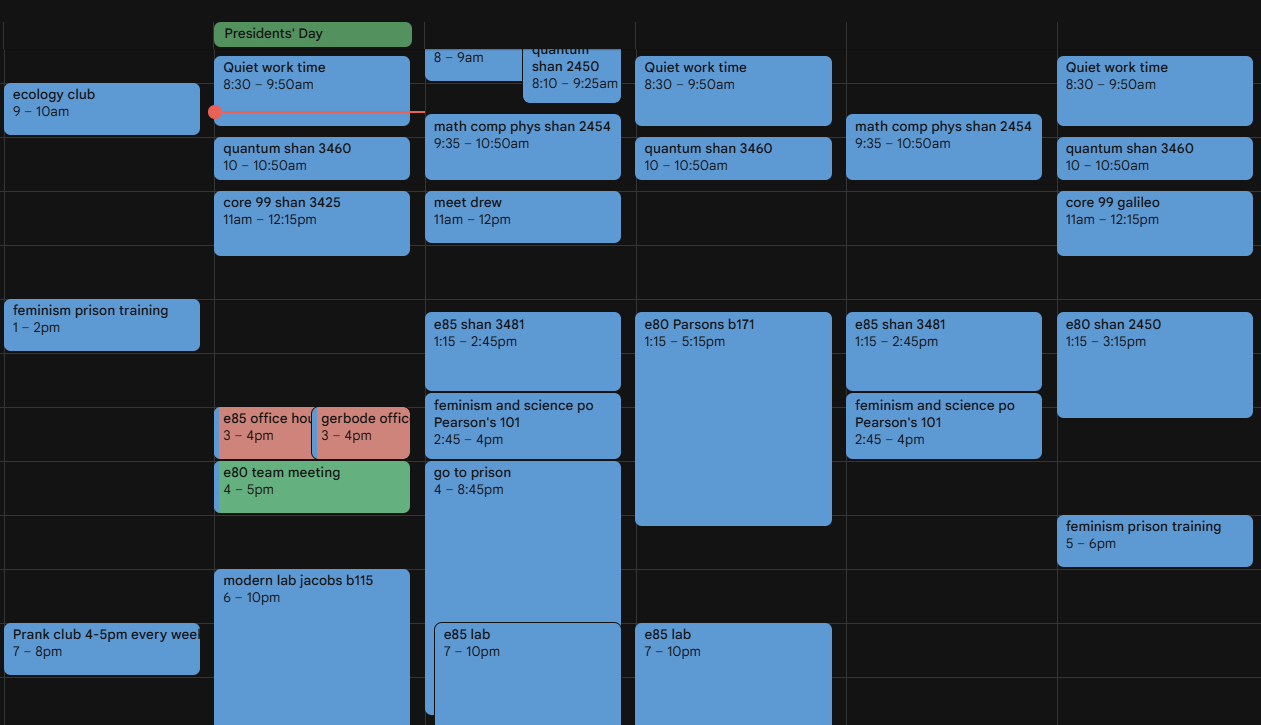 Presidents' Day
ecology club
9 – 10am
feminism prison training
1 – 2pm
Prank club 4-5pm every week
7 – 8pm
Quiet work time
8:30 – 9:50am
quantum shan 3460
10 – 10:50am
core 99 shan 3425
11am – 12:15pm
e85 office hou
3 – 4pm
gerbode offic
3 – 4pm
e80 team meeting
4 – 5pm
modern lab jacobs b115
6 – 10pm
8 – 9am
quantum
shan 2450
8:10 – 9:25am
math comp phys shan 2454
9:35 – 10:50am
meet drew
11am – 12pm
e85 shan 3481
1:15 – 2:45pm
feminism and science po
Pearson's 101
2:45 – 4pm
go to prison
4 – 8:45pm
e85 lab
7 – 10pm
Quiet work time
8:30 – 9:50am
quantum shan 3460
10 – 10:50am
e80 Parsons b171
1:15 – 5:15pm
e85 lab
7 – 10pm
math comp phys shan 2454
9:35 – 10:50am
e85 shan 3481
1:15 – 2:45pm
feminism and science po
Pearson's 101
2:45 – 4pm
Quiet work time
8:30 – 9:50am
quantum shan 3460
10 – 10:50am
core 99 galileo
11am – 12:15pm
e80 shan 2450
1:15 – 3:15pm
feminism prison training
5 – 6pm